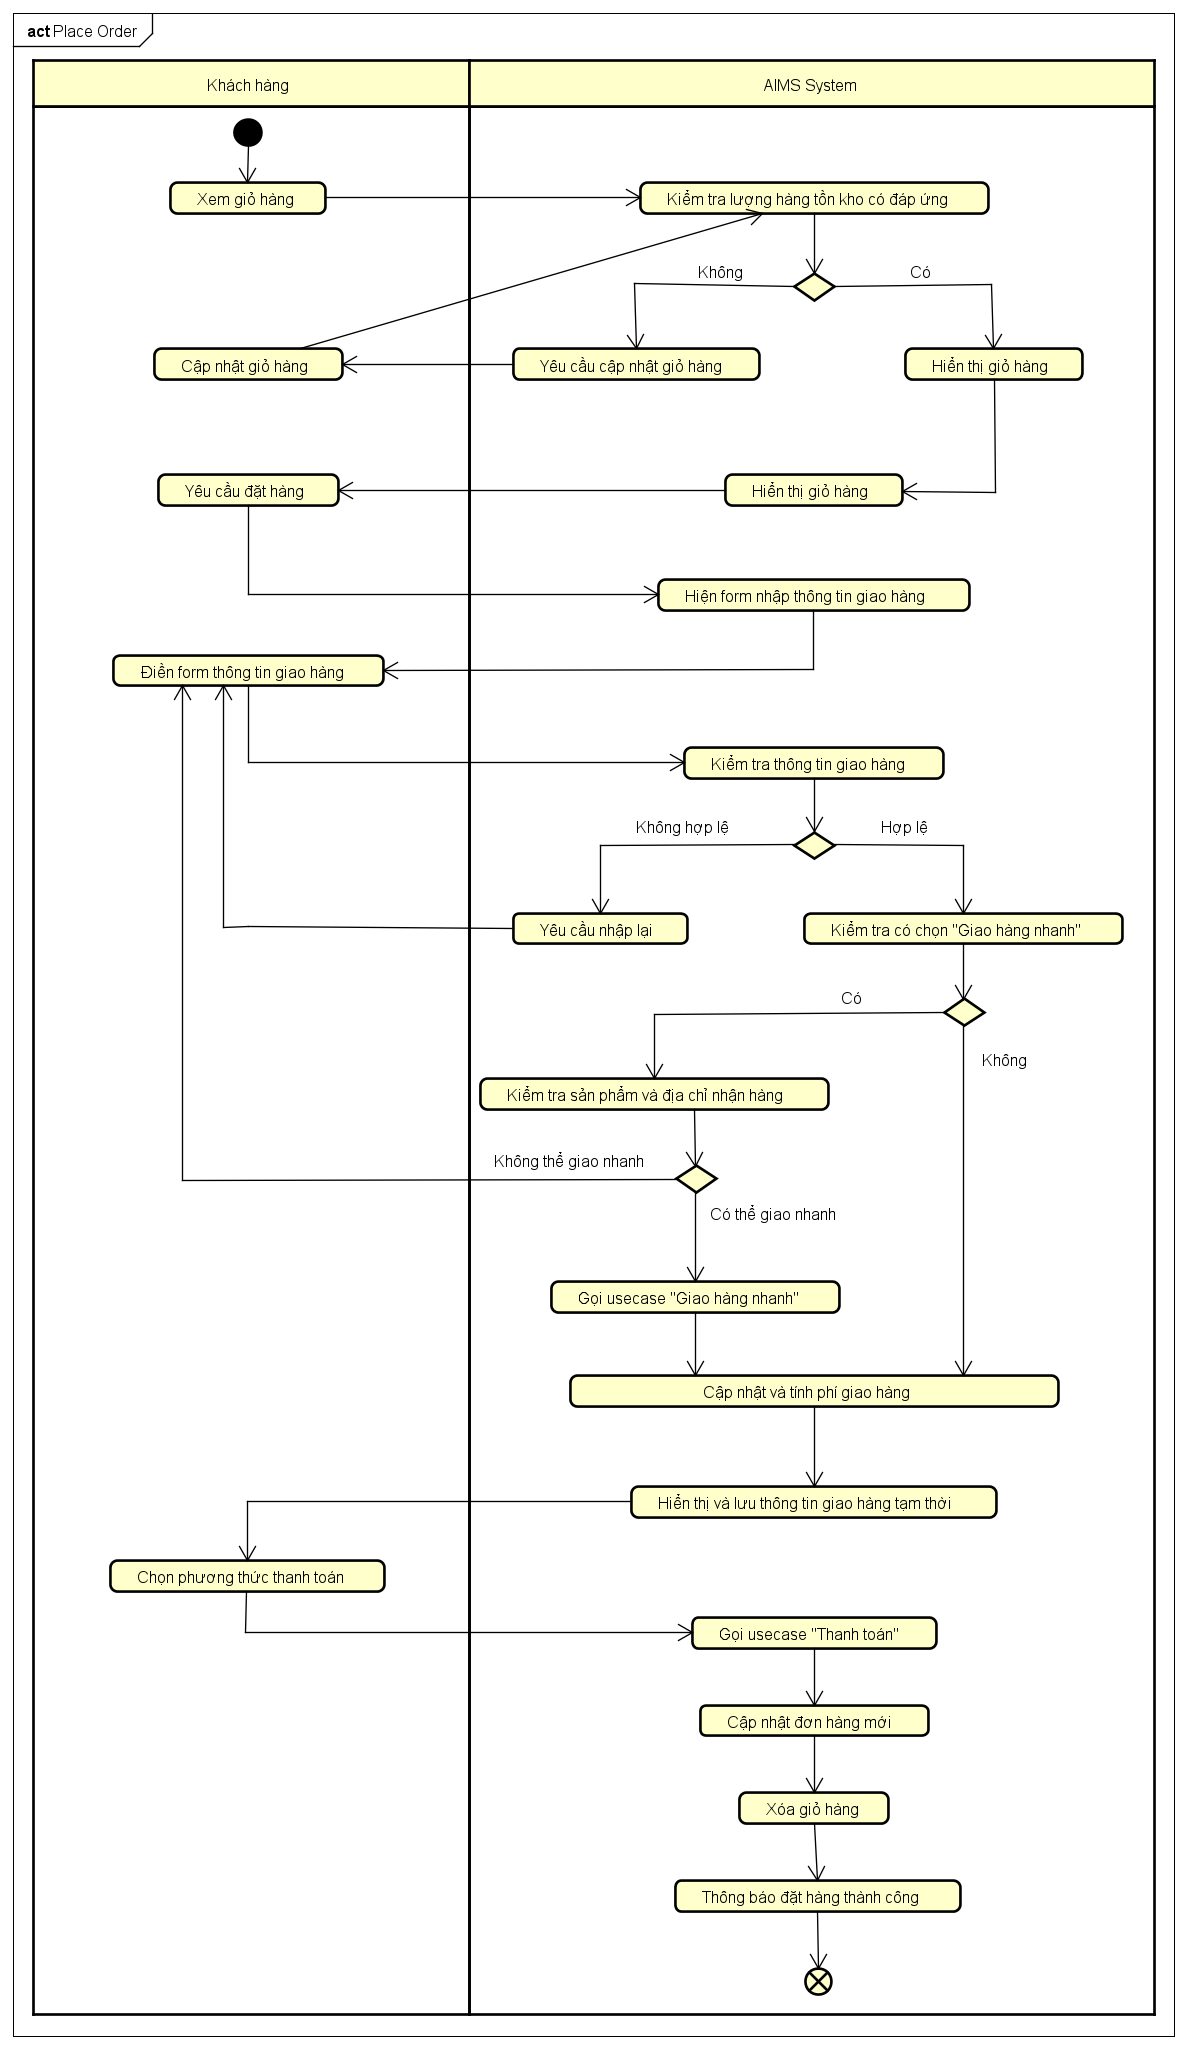 act Place Order
Khách hàng
AIMS System
Xem giỏ hàng
Kiểm tra lượng hàng tồn kho có đáp ứng
Không
Có
Cập nhật giỏ hàng
Yêu cầu cập nhật giỏ hàng
Hiển thị giỏ hàng
Yêu cầu đặt hàng
Hiển thị giỏ hàng
Hiện form nhập thông tin giao hàng
Điền form thông tin giao hàng
Kiểm tra thông tin giao hàng
Không hợp lệ
Hợp lệ
Yêu cầu nhập lại
Kiểm tra có chọn "Giao hàng nhanh"
Có
Không
Kiểm tra sản phẩm và địa chỉ nhận hàng
Không thể giao nhanh
Có thể giao nhanh
Gọi usecase "Giao hàng nhanh"
Cập nhật và tính phí giao hàng
Hiển thị và lưu thông tin giao hàng tạm thời
Chọn phương thức thanh toán
Gọi usecase "Thanh toán"
Cập nhật đơn hàng mới
Xóa giỏ hàng
Thông báo đặt hàng thành công